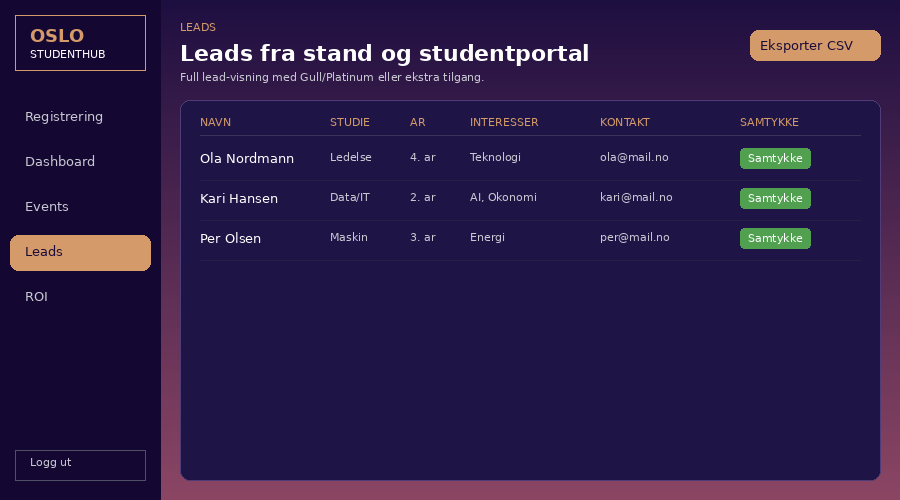 OSLO
STUDENTHUB
Registrering
Dashboard
Events
Leads
ROI
Logg ut
LEADS
Leads fra stand og studentportal
Full lead-visning med Gull/Platinum eller ekstra tilgang.
Eksporter CSV
NAVN STUDIE AR INTERESSER KONTAKT SAMTYKKE
Ola Nordmann Ledelse 4. ar Teknologi ola@mail.no Samtykke
Kari Hansen Data/IT 2. ar AI, Okonomi kari@mail.no Samtykke
Per Olsen Maskin 3. ar Energi per@mail.no Samtykke